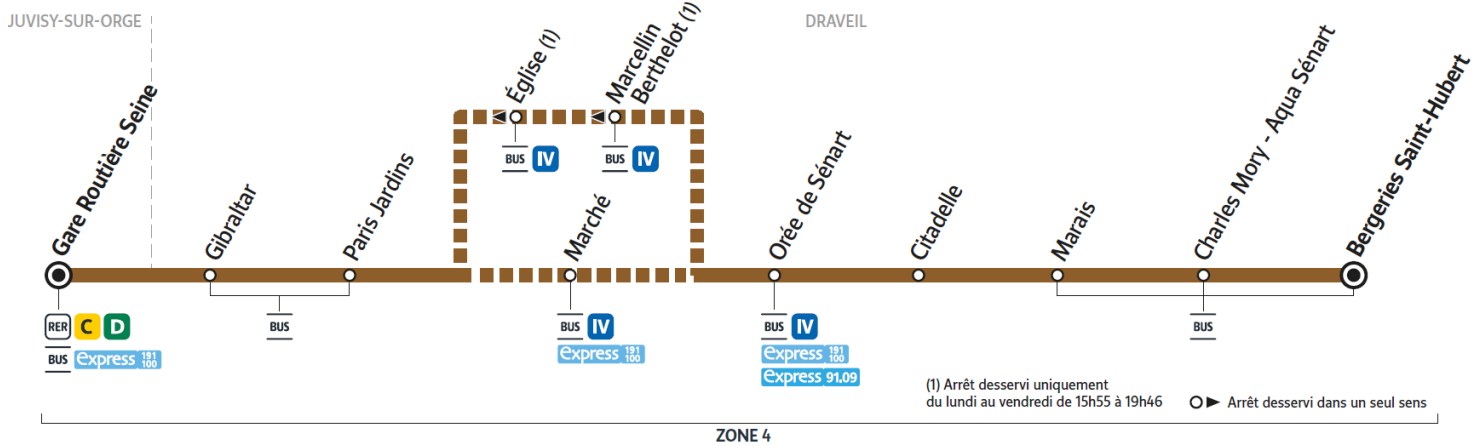 JUVISY-SUR-ORGE
DRAVEIL
Gare Routière Seine
Gibraltar
Paris Jardins
Église (1)
Marcellin
Berthelot (1)
Marché
Orée de Sénart
Citadelle
Marais
Charles Mory - Aqua Sénart
Bergeries Saint-Hubert
BUS IV
BUS IV
RER C D
BUS express 191 100
BUS
BUS IV
express 191 100
BUS IV
express 191 100
express 91.09
BUS
(1) Arrêt desservi uniquement
du lundi au vendredi de 15h55 à 19h46
Arrêt desservi dans un seul sens
ZONE 4